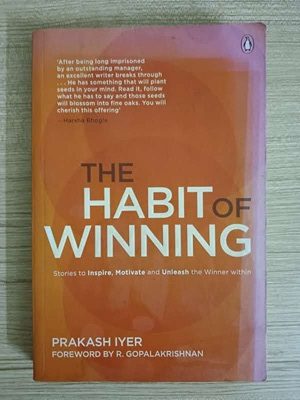 'After being long imprisoned
by an outstanding manager,
an excellent writer breaks through
. . . He has something that will plant
seeds in your mind. Read it, follow
what he has to say and those seeds
will blossom into fine oaks. You will
cherish this offering'
– Harsha Bhogle
THE
HABIT OF
WINNING
Stories to Inspire, Motivate and Unleash the Winner within
PRAKASH IYER
FOREWORD BY R. GOPALAKRISHNAN